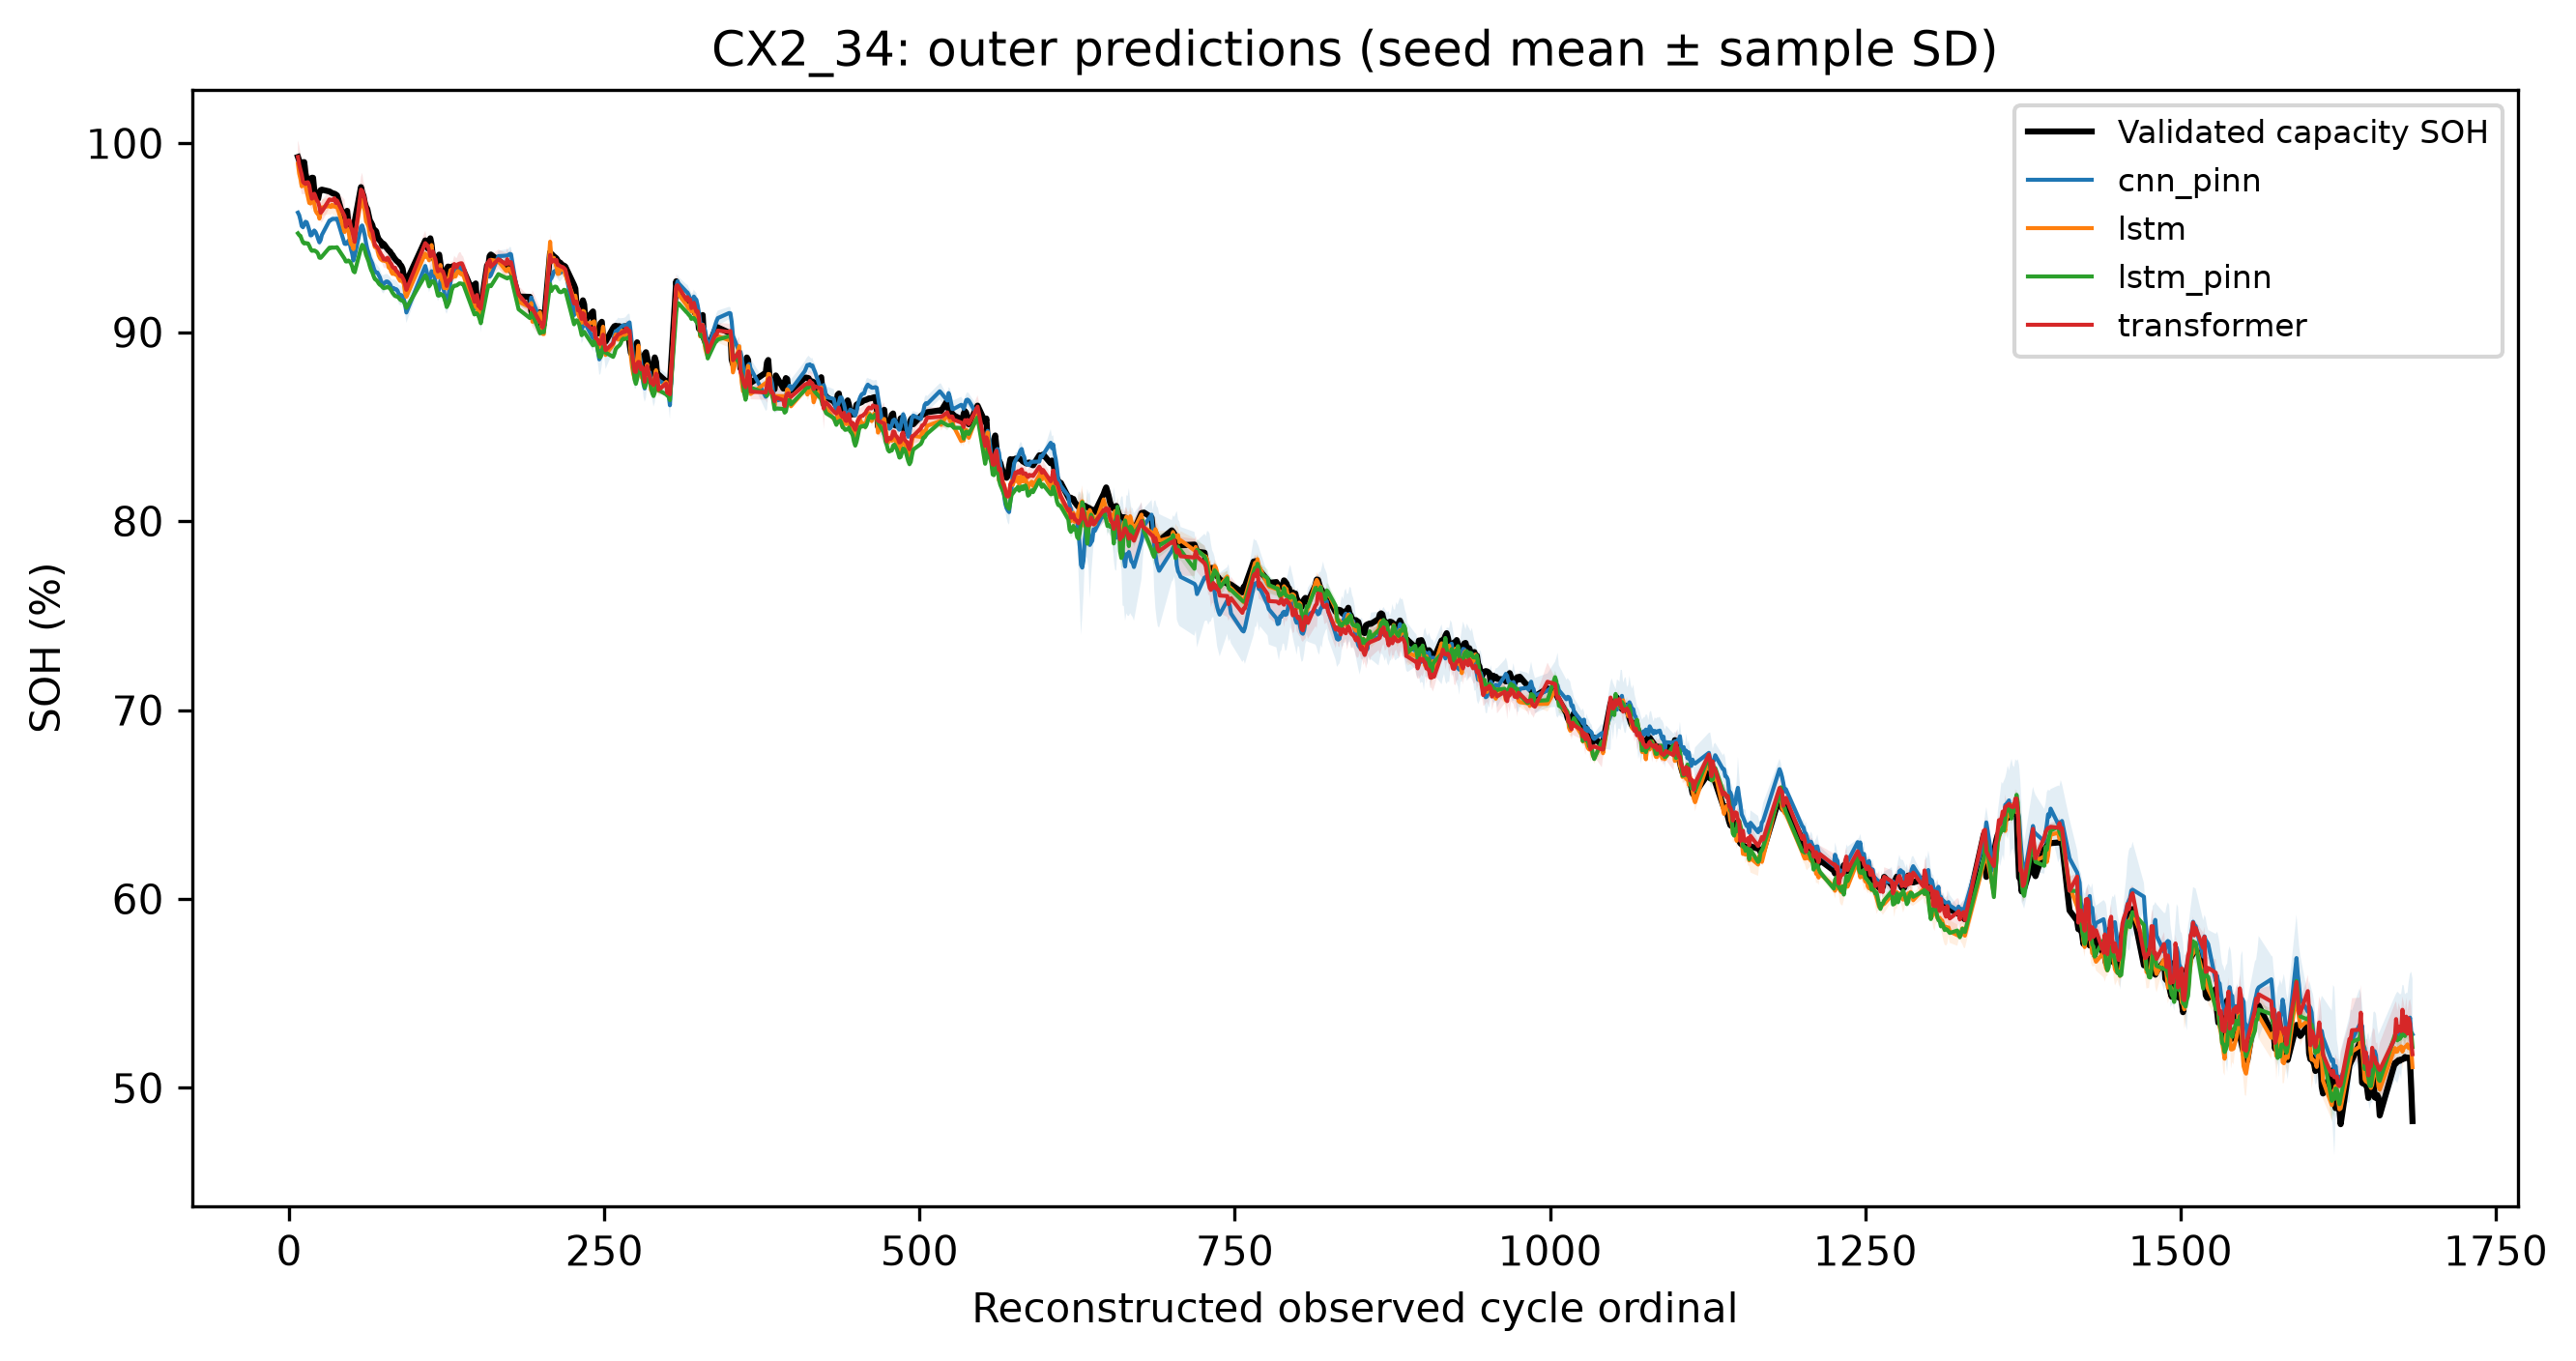 CX2_34: outer predictions (seed mean ± sample SD)
Validated capacity SOH
cnn_pinn
lstm
lstm_pinn
transformer
SOH (%)
100
90
80
70
60
50
0 250 500 750 1000 1250 1500 1750
Reconstructed observed cycle ordinal